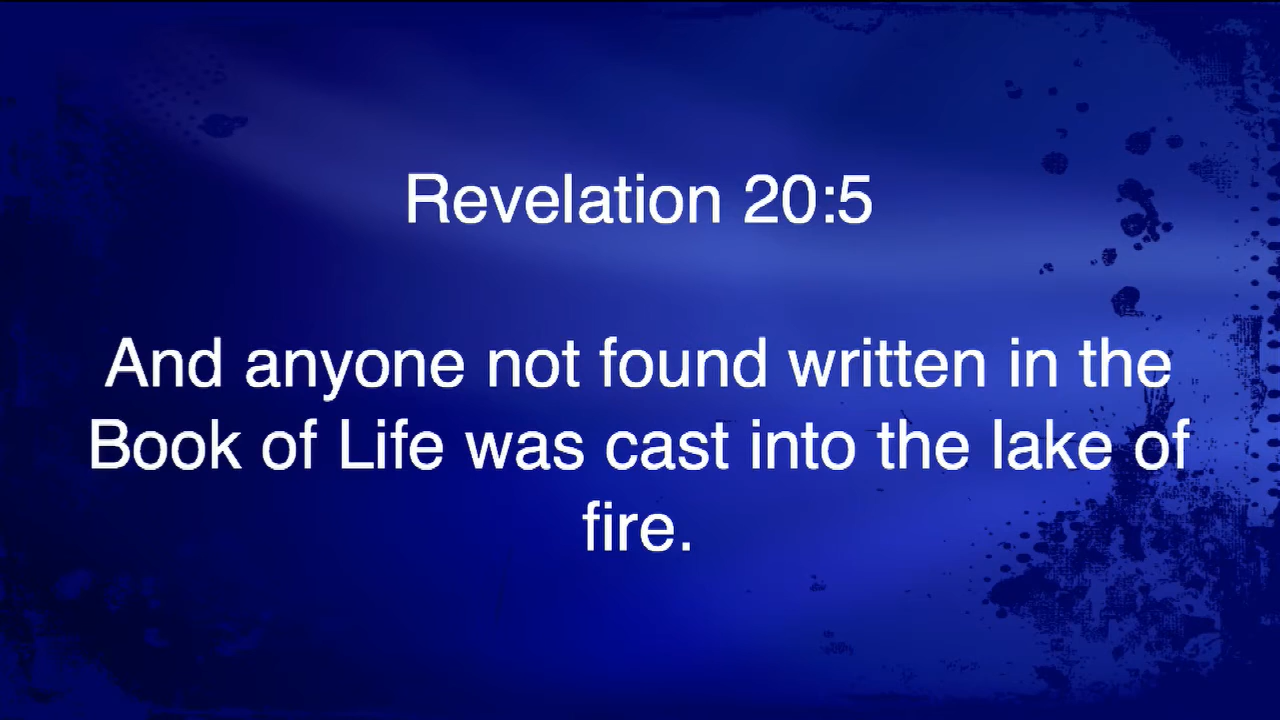 Revelation 20:5
And anyone not found written in the
Book of Life was cast into the lake of
fire.